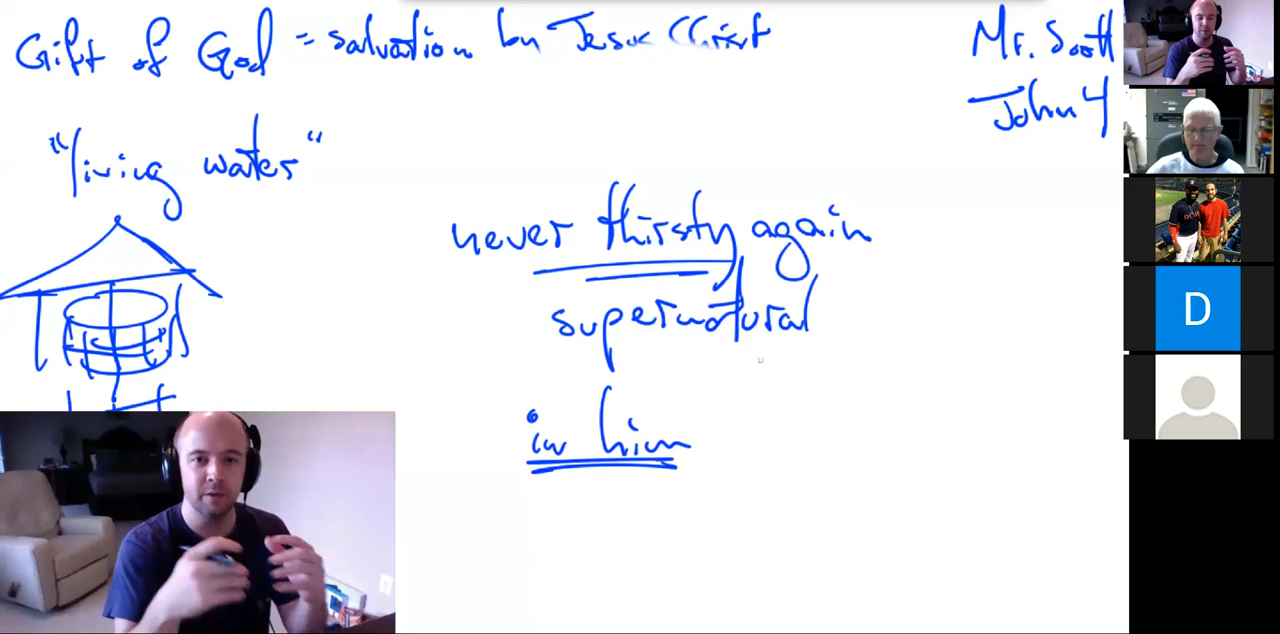 Gift of God = salvation by Jesus Christ
Mr. Scott
John 4
"living water"
never thirsty again
supernatural
in him
D